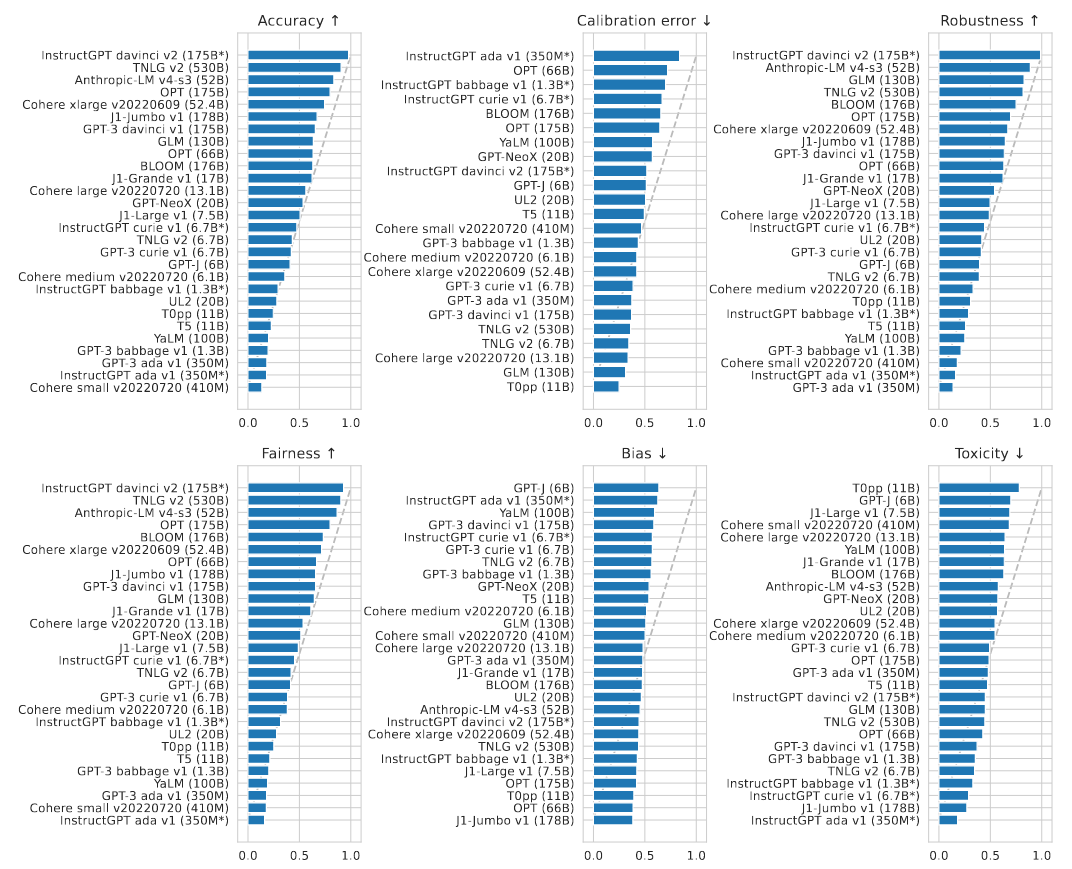 Accuracy ↑
InstructGPT davinci v2 (175B*)
TNLG v2 (530B)
Anthropic-LM v4-s3 (52B)
OPT (175B)
Cohere xlarge v20220609 (52.4B)
J1-Jumbo v1 (178B)
GPT-3 davinci v1 (175B)
GLM (130B)
OPT (66B)
BLOOM (176B)
J1-Grande v1 (17B)
Cohere large v20220720 (13.1B)
GPT-NeoX (20B)
J1-Large v1 (7.5B)
InstructGPT curie v1 (6.7B*)
TNLG v2 (6.7B)
GPT-3 curie v1 (6.7B)
GPT-J (6B)
Cohere medium v20220720 (6.1B)
InstructGPT babbage v1 (1.3B*)
UL2 (20B)
T0pp (11B)
T5 (11B)
YaLM (100B)
GPT-3 babbage v1 (1.3B)
GPT-3 ada v1 (350M)
InstructGPT ada v1 (350M*)
Cohere small v20220720 (410M)
0.0 0.5 1.0
Calibration error ↓
InstructGPT ada v1 (350M*)
OPT (66B)
InstructGPT babbage v1 (1.3B*)
InstructGPT curie v1 (6.7B*)
BLOOM (176B)
OPT (175B)
YaLM (100B)
GPT-NeoX (20B)
InstructGPT davinci v2 (175B*)
GPT-J (6B)
UL2 (20B)
T5 (11B)
Cohere small v20220720 (410M)
GPT-3 babbage v1 (1.3B)
Cohere medium v20220720 (6.1B)
Cohere xlarge v20220609 (52.4B)
GPT-3 curie v1 (6.7B)
GPT-3 ada v1 (350M)
GPT-3 davinci v1 (175B)
TNLG v2 (530B)
TNLG v2 (6.7B)
Cohere large v20220720 (13.1B)
GLM (130B)
T0pp (11B)
0.0 0.5 1.0
Robustness ↑
InstructGPT davinci v2 (175B*)
Anthropic-LM v4-s3 (52B)
GLM (130B)
TNLG v2 (530B)
BLOOM (176B)
OPT (175B)
Cohere xlarge v20220609 (52.4B)
J1-Jumbo v1 (178B)
GPT-3 davinci v1 (175B)
OPT (66B)
J1-Grande v1 (17B)
GPT-NeoX (20B)
J1-Large v1 (7.5B)
Cohere large v20220720 (13.1B)
InstructGPT curie v1 (6.7B*)
UL2 (20B)
GPT-3 curie v1 (6.7B)
GPT-J (6B)
TNLG v2 (6.7B)
Cohere medium v20220720 (6.1B)
T0pp (11B)
InstructGPT babbage v1 (1.3B*)
T5 (11B)
YaLM (100B)
GPT-3 babbage v1 (1.3B)
Cohere small v20220720 (410M)
InstructGPT ada v1 (350M*)
GPT-3 ada v1 (350M)
0.0 0.5 1.0
Fairness ↑
InstructGPT davinci v2 (175B*)
TNLG v2 (530B)
Anthropic-LM v4-s3 (52B)
OPT (175B)
BLOOM (176B)
Cohere xlarge v20220609 (52.4B)
OPT (66B)
J1-Jumbo v1 (178B)
GPT-3 davinci v1 (175B)
GLM (130B)
J1-Grande v1 (17B)
Cohere large v20220720 (13.1B)
GPT-NeoX (20B)
J1-Large v1 (7.5B)
InstructGPT curie v1 (6.7B*)
TNLG v2 (6.7B)
GPT-J (6B)
GPT-3 curie v1 (6.7B)
Cohere medium v20220720 (6.1B)
InstructGPT babbage v1 (1.3B*)
UL2 (20B)
T0pp (11B)
T5 (11B)
GPT-3 babbage v1 (1.3B)
YaLM (100B)
GPT-3 ada v1 (350M)
Cohere small v20220720 (410M)
InstructGPT ada v1 (350M*)
0.0 0.5 1.0
Bias ↓
GPT-J (6B)
InstructGPT ada v1 (350M*)
YaLM (100B)
GPT-3 davinci v1 (175B)
InstructGPT curie v1 (6.7B*)
GPT-3 curie v1 (6.7B)
TNLG v2 (6.7B)
GPT-3 babbage v1 (1.3B)
GPT-NeoX (20B)
T5 (11B)
Cohere medium v20220720 (6.1B)
GLM (130B)
Cohere small v20220720 (410M)
Cohere large v20220720 (13.1B)
GPT-3 ada v1 (350M)
J1-Grande v1 (17B)
BLOOM (176B)
UL2 (20B)
Anthropic-LM v4-s3 (52B)
InstructGPT davinci v2 (175B*)
Cohere xlarge v20220609 (52.4B)
TNLG v2 (530B)
InstructGPT babbage v1 (1.3B*)
J1-Large v1 (7.5B)
OPT (175B)
T0pp (11B)
OPT (66B)
J1-Jumbo v1 (178B)
0.0 0.5 1.0
Toxicity ↓
T0pp (11B)
GPT-J (6B)
J1-Large v1 (7.5B)
Cohere small v20220720 (410M)
Cohere large v20220720 (13.1B)
YaLM (100B)
J1-Grande v1 (17B)
BLOOM (176B)
Anthropic-LM v4-s3 (52B)
GPT-NeoX (20B)
UL2 (20B)
Cohere xlarge v20220609 (52.4B)
Cohere medium v20220720 (6.1B)
GPT-3 curie v1 (6.7B)
OPT (175B)
GPT-3 ada v1 (350M)
T5 (11B)
InstructGPT davinci v2 (175B*)
GLM (130B)
TNLG v2 (530B)
OPT (66B)
GPT-3 davinci v1 (175B)
GPT-3 babbage v1 (1.3B)
TNLG v2 (6.7B)
InstructGPT babbage v1 (1.3B*)
InstructGPT curie v1 (6.7B*)
J1-Jumbo v1 (178B)
InstructGPT ada v1 (350M*)
0.0 0.5 1.0